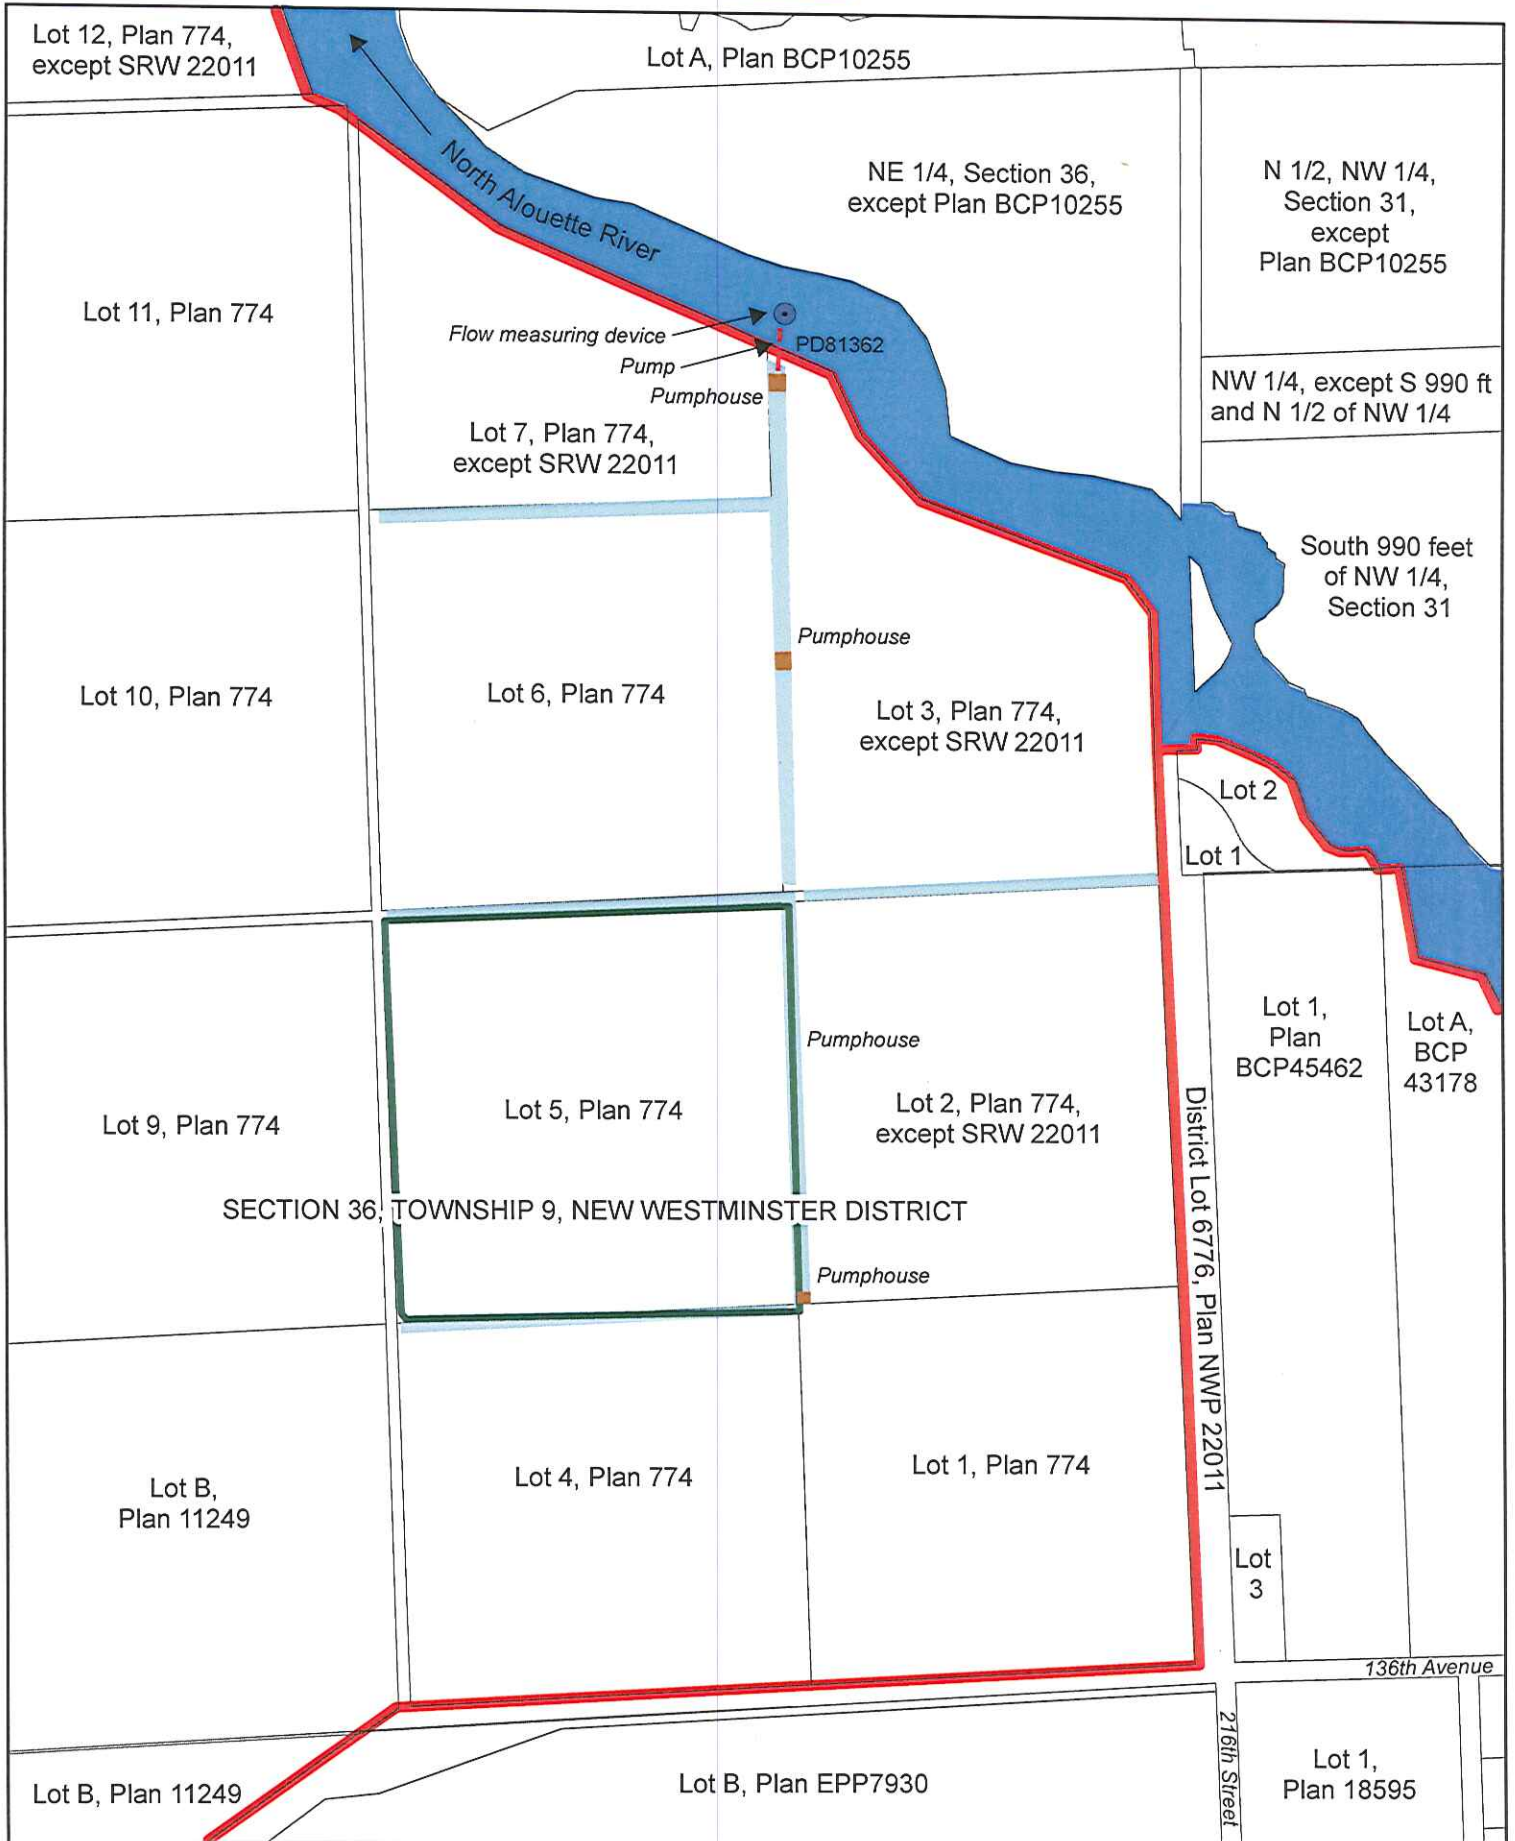 Lot 12, Plan 774,
except SRW 22011
Lot A, Plan BCP10255
North Alouette River
NE 1/4, Section 36,
except Plan BCP10255
N 1/2, NW 1/4,
Section 31,
except
Plan BCP10255
Lot 11, Plan 774
Flow measuring device
PD81362
Pump
Pumphouse
NW 1/4, except S 990 ft
and N 1/2 of NW 1/4
Lot 7, Plan 774,
except SRW 22011
South 990 feet
of NW 1/4,
Section 31
Pumphouse
Lot 10, Plan 774
Lot 6, Plan 774
Lot 3, Plan 774,
except SRW 22011
Lot 2
Lot 1
Pumphouse
Lot 1,
Plan
BCP45462
Lot A,
BCP
43178
Lot 9, Plan 774
Lot 5, Plan 774
Lot 2, Plan 774,
except SRW 22011
District Lot 6776, Plan NWP 22011
SECTION 36, TOWNSHIP 9, NEW WESTMINSTER DISTRICT
Pumphouse
Lot B,
Plan 11249
Lot 4, Plan 774
Lot 1, Plan 774
Lot
3
136th Avenue
216th Street
Lot B, Plan 11249
Lot B, Plan EPP7930
Lot 1,
Plan 18595